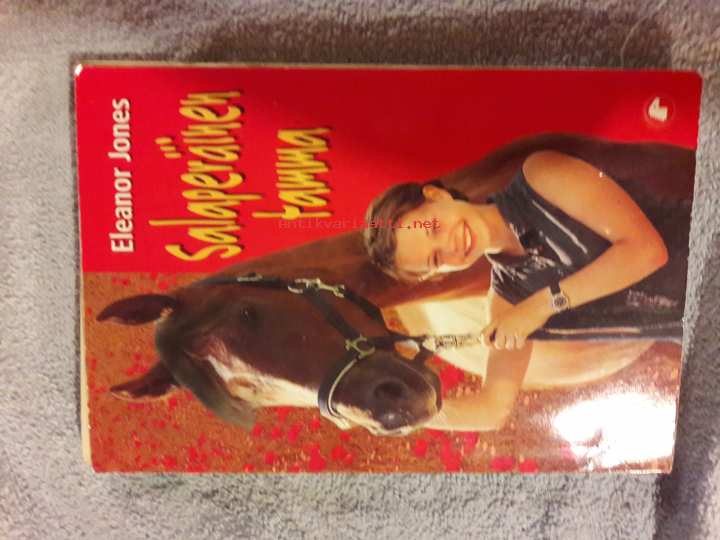 Eleanor Jones
Salaperäinen
tamma
antikvariaatti.net